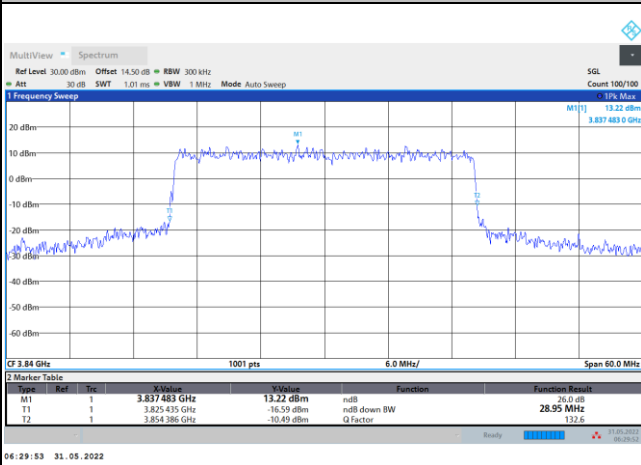 MultiView Spectrum
Ref Level 30.00 dBm Offset 14.50 dB RBW 300 kHz SGL
Att 30 dB SWT 1.01 ms VBW 1 MHz Mode Auto Sweep Count 100/100
1 Frequency Sweep 1Pk Max
M1[1] 13.22 dBm
3.837 483 0 GHz
20 dBm
M1
10 dBm
0 dBm
-10 dBm
T1
T2
-20 dBm
-30 dBm
-40 dBm
-50 dBm
-60 dBm
CF 3.84 GHz 1001 pts 6.0 MHz/ Span 60.0 MHz
2 Marker Table
Type Ref Trc X-Value Y-Value Function Function Result
M1 1 3.837 483 GHz 13.22 dBm ndB 26.0 dB
T1 1 3.825 435 GHz -16.59 dBm ndB down BW 28.95 MHz
T2 1 3.854 386 GHz -10.49 dBm Q Factor 132.6
Ready 31.05.2022
06:29:52
06:29:53 31.05.2022